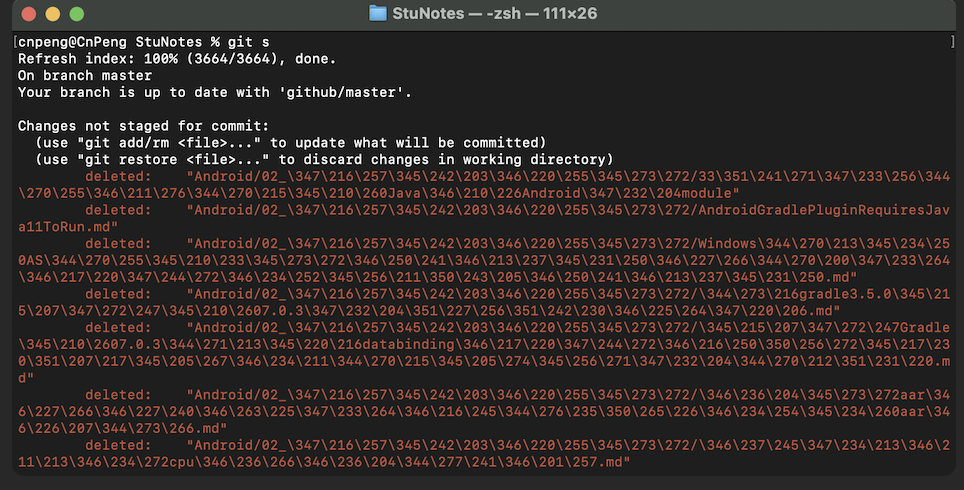 StuNotes — -zsh — 111×26
[cnpeng@CnPeng StuNotes % git s ]
Refresh index: 100% (3664/3664), done.
On branch master
Your branch is up to date with 'github/master'.
Changes not staged for commit:
(use "git add/rm <file>..." to update what will be committed)
(use "git restore <file>..." to discard changes in working directory)
deleted: "Android/02_\347\216\257\345\242\203\346\220\255\345\273\272/33\351\241\271\347\233\256\344
\270\255\346\211\276\344\270\215\345\210\260Java\346\210\226Android\347\232\204module"
deleted: "Android/02_\347\216\257\345\242\203\346\220\255\345\273\272/AndroidGradlePluginRequiresJav
a11ToRun.md"
deleted: "Android/02_\347\216\257\345\242\203\346\220\255\345\273\272/Windows\344\270\213\345\234\25
0AS\344\270\255\345\210\233\345\273\272\346\250\241\346\213\237\345\231\250\346\227\266\344\270\200\347\233\264
\346\217\220\347\244\272\346\234\252\345\256\211\350\243\205\346\250\241\346\213\237\345\231\250.md"
deleted: "Android/02_\347\216\257\345\242\203\346\220\255\345\273\272/\344\273\216gradle3.5.0\345\21
5\207\347\272\247\345\210\2607.0.3\347\232\204\351\227\256\351\242\230\346\225\264\347\220\206.md"
deleted: "Android/02_\347\216\257\345\242\203\346\220\255\345\273\272/\345\215\207\347\272\247Gradle
\345\210\2607.0.3\344\271\213\345\220\216databinding\346\217\220\347\244\272\346\216\250\350\256\272\345\217\23
0\351\207\217\345\205\267\346\234\211\344\270\215\345\205\274\345\256\271\347\232\204\344\270\212\351\231\220.m
d"
deleted: "Android/02_\347\216\257\345\242\203\346\220\255\345\273\272/\346\236\204\345\273\272aar\34
6\227\266\346\227\240\346\263\225\347\233\264\346\216\245\344\276\235\350\265\226\346\234\254\345\234\260aar\34
6\226\207\344\273\266.md"
deleted: "Android/02_\347\216\257\345\242\203\346\220\255\345\273\272/\346\237\245\347\234\213\346\2
11\213\346\234\272cpu\346\236\266\346\236\204\344\277\241\346\201\257.md"